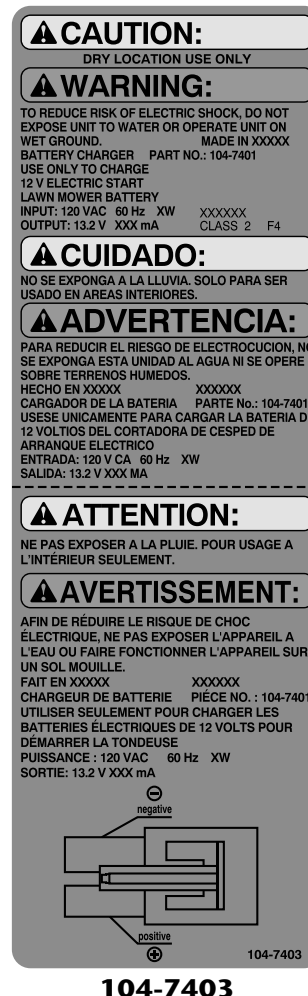 CAUTION:
DRY LOCATION USE ONLY
WARNING:
TO REDUCE RISK OF ELECTRIC SHOCK, DO NOT
EXPOSE UNIT TO WATER OR OPERATE UNIT ON
WET GROUND. MADE IN XXXXX
BATTERY CHARGER PART NO.: 104-7401
USE ONLY TO CHARGE
12 V ELECTRIC START
LAWN MOWER BATTERY
INPUT: 120 VAC 60 Hz XW XXXXXX
OUTPUT: 13.2 V XXX mA CLASS 2 F4
CUIDADO:
NO SE EXPONGA A LA LLUVIA. SOLO PARA SER
USADO EN AREAS INTERIORES.
ADVERTENCIA:
PARA REDUCIR EL RIESGO DE ELECTROCUCION, NO
SE EXPONGA ESTA UNIDAD AL AGUA NI SE OPERE
SOBRE TERRENOS HUMEDOS.
HECHO EN XXXXX XXXXXX
CARGADOR DE LA BATERIA PARTE No.: 104-7401
USESE UNICAMENTE PARA CARGAR LA BATERIA D
12 VOLTIOS DEL CORTADORA DE CESPED DE
ARRANQUE ELECTRICO
ENTRADA: 120 V CA 60 Hz XW
SALIDA: 13.2 V XXX MA
ATTENTION:
NE PAS EXPOSER A LA PLUIE. POUR USAGE A
L'INTÉRIEUR SEULEMENT.
AVERTISSEMENT:
AFIN DE RÉDUIRE LE RISQUE DE CHOC
ÉLECTRIQUE, NE PAS EXPOSER L'APPAREIL A
L'EAU OU FAIRE FONCTIONNER L'APPAREIL SUR
UN SOL MOUILLE.
FAIT EN XXXXX XXXXXX
CHARGEUR DE BATTERIE PIÉCE NO. : 104-7401
UTILISER SEULEMENT POUR CHARGER LES
BATTERIES ÉLECTRIQUES DE 12 VOLTS POUR
DÉMARRER LA TONDEUSE
PUISSANCE : 120 VAC 60 Hz XW
SORTIE: 13.2 V XXX mA
negative
positive
104-7403
104-7403